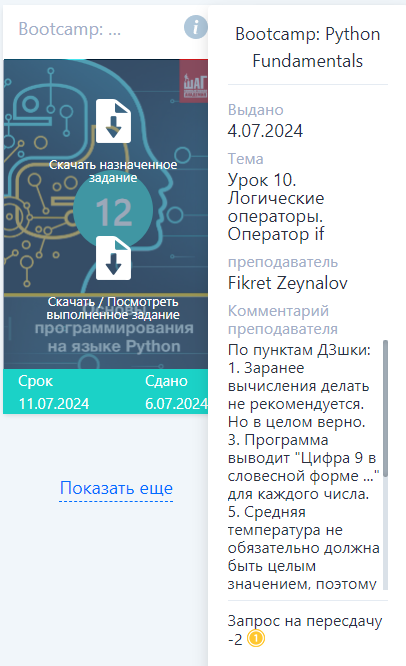 Bootcamp: ...
ШАГ
Скачать назначенное
задание
12
Скачать / Посмотреть
выполненное задание
Основы
программирования
на языке Python
Срок
Сдано
11.07.2024
6.07.2024
Показать еще
Bootcamp: Python
Fundamentals
Выдано
4.07.2024
Тема
Урок 10.
Логические
операторы.
Оператор if
преподаватель
Fikret Zeynalov
Комментарий
преподавателя
По пунктам ДЗшки:
1. Заранее
вычисления делать
не рекомендуется.
Но в целом верно.
3. Программа
выводит "Цифра 9 в
словесной форме ..."
для каждого числа.
5. Средняя
температура не
обязательно должна
быть целым
значением, поэтому
Запрос на пересдачу
-2